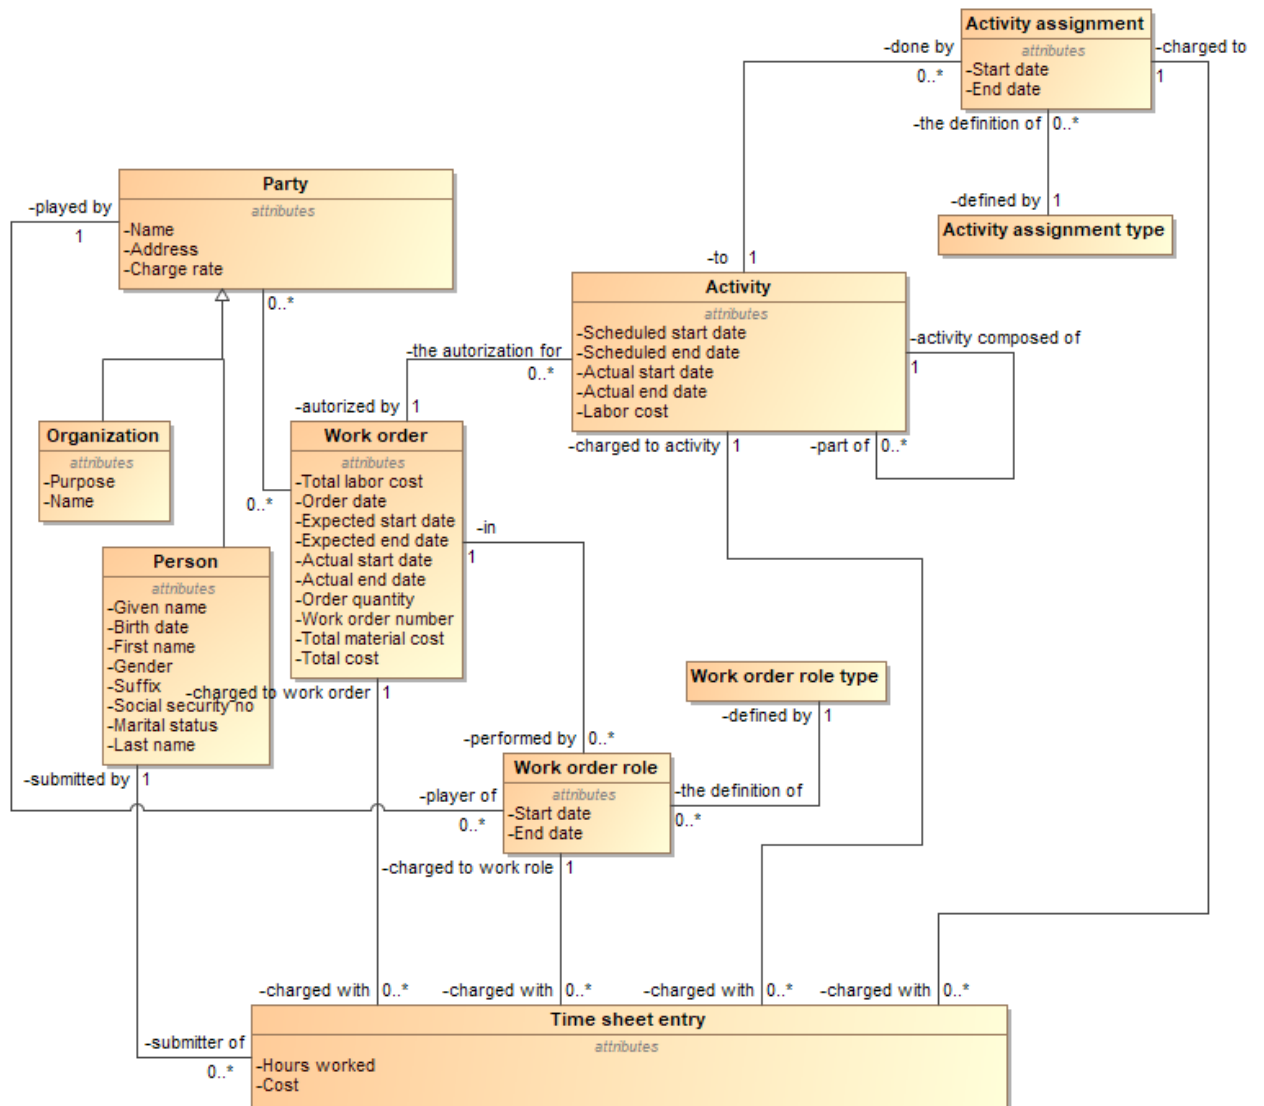 Activity assignment
attributes
-Start date
-End date
-done by
0..*
-charged to
1
-the definition of
0..*
-defined by
1
Activity assignment type
Party
attributes
-Name
-Address
-Charge rate
-played by
1
0..*
-to
1
Activity
attributes
-Scheduled start date
-Scheduled end date
-Actual start date
-Actual end date
-Labor cost
-activity composed of
1
-the autorization for
0..*
-autorized by
1
-charged to activity
1
-part of
0..*
Organization
attributes
-Purpose
-Name
Work order
attributes
-Total labor cost
-Order date
-Expected start date
-Expected end date
-Actual start date
-Actual end date
-Order quantity
-Work order number
-Total material cost
-Total cost
0..*
-in
1
Person
attributes
-Given name
-Birth date
-First name
-Gender
-Suffix
-Social security no
-Marital status
-Last name
-charged to work order
1
Work order role type
-defined by
1
-performed by
0..*
-submitted by
1
Work order role
attributes
-Start date
-End date
-player of
0..*
-the definition of
0..*
-charged to work role
1
-charged with
0..*
-charged with
0..*
-charged with
0..*
-charged with
0..*
Time sheet entry
attributes
-Hours worked
-Cost
-submitter of
0..*